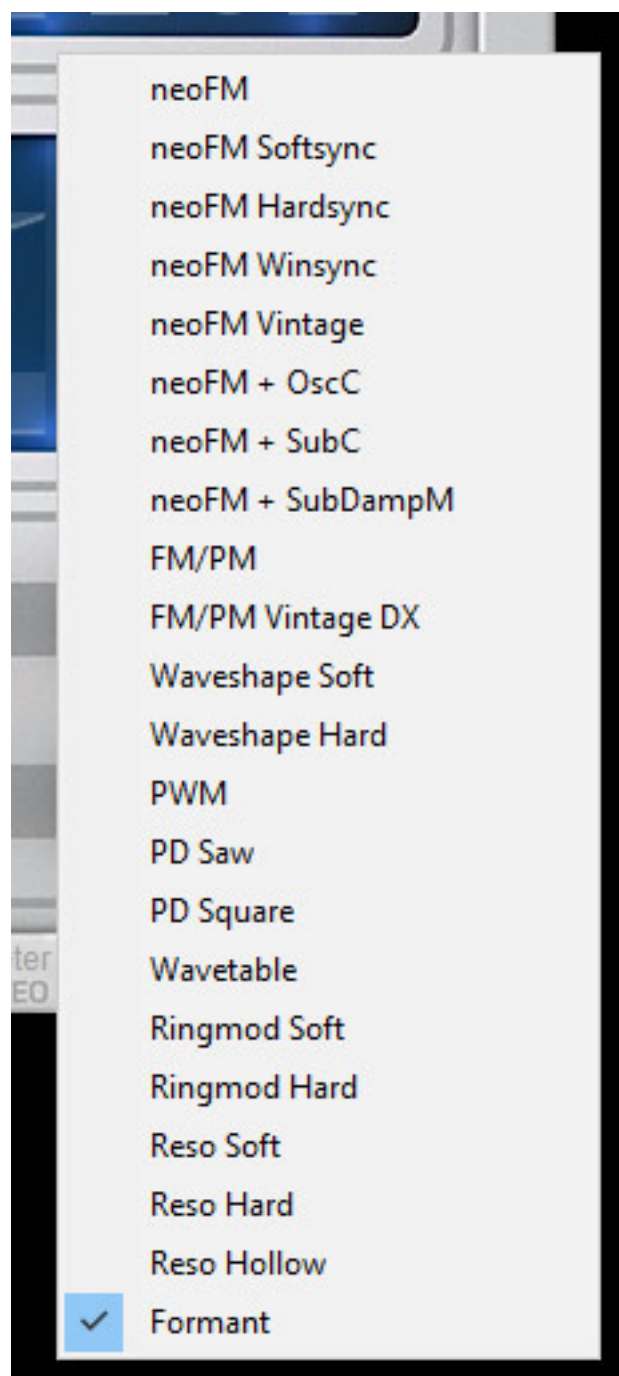 neoFM
neoFM Softsync
neoFM Hardsync
neoFM Winsync
neoFM Vintage
neoFM + OscC
neoFM + SubC
neoFM + SubDampM
FM/PM
FM/PM Vintage DX
Waveshape Soft
Waveshape Hard
PWM
PD Saw
PD Square
Wavetable
ter
EO
Ringmod Soft
Ringmod Hard
Reso Soft
Reso Hard
Reso Hollow
Formant